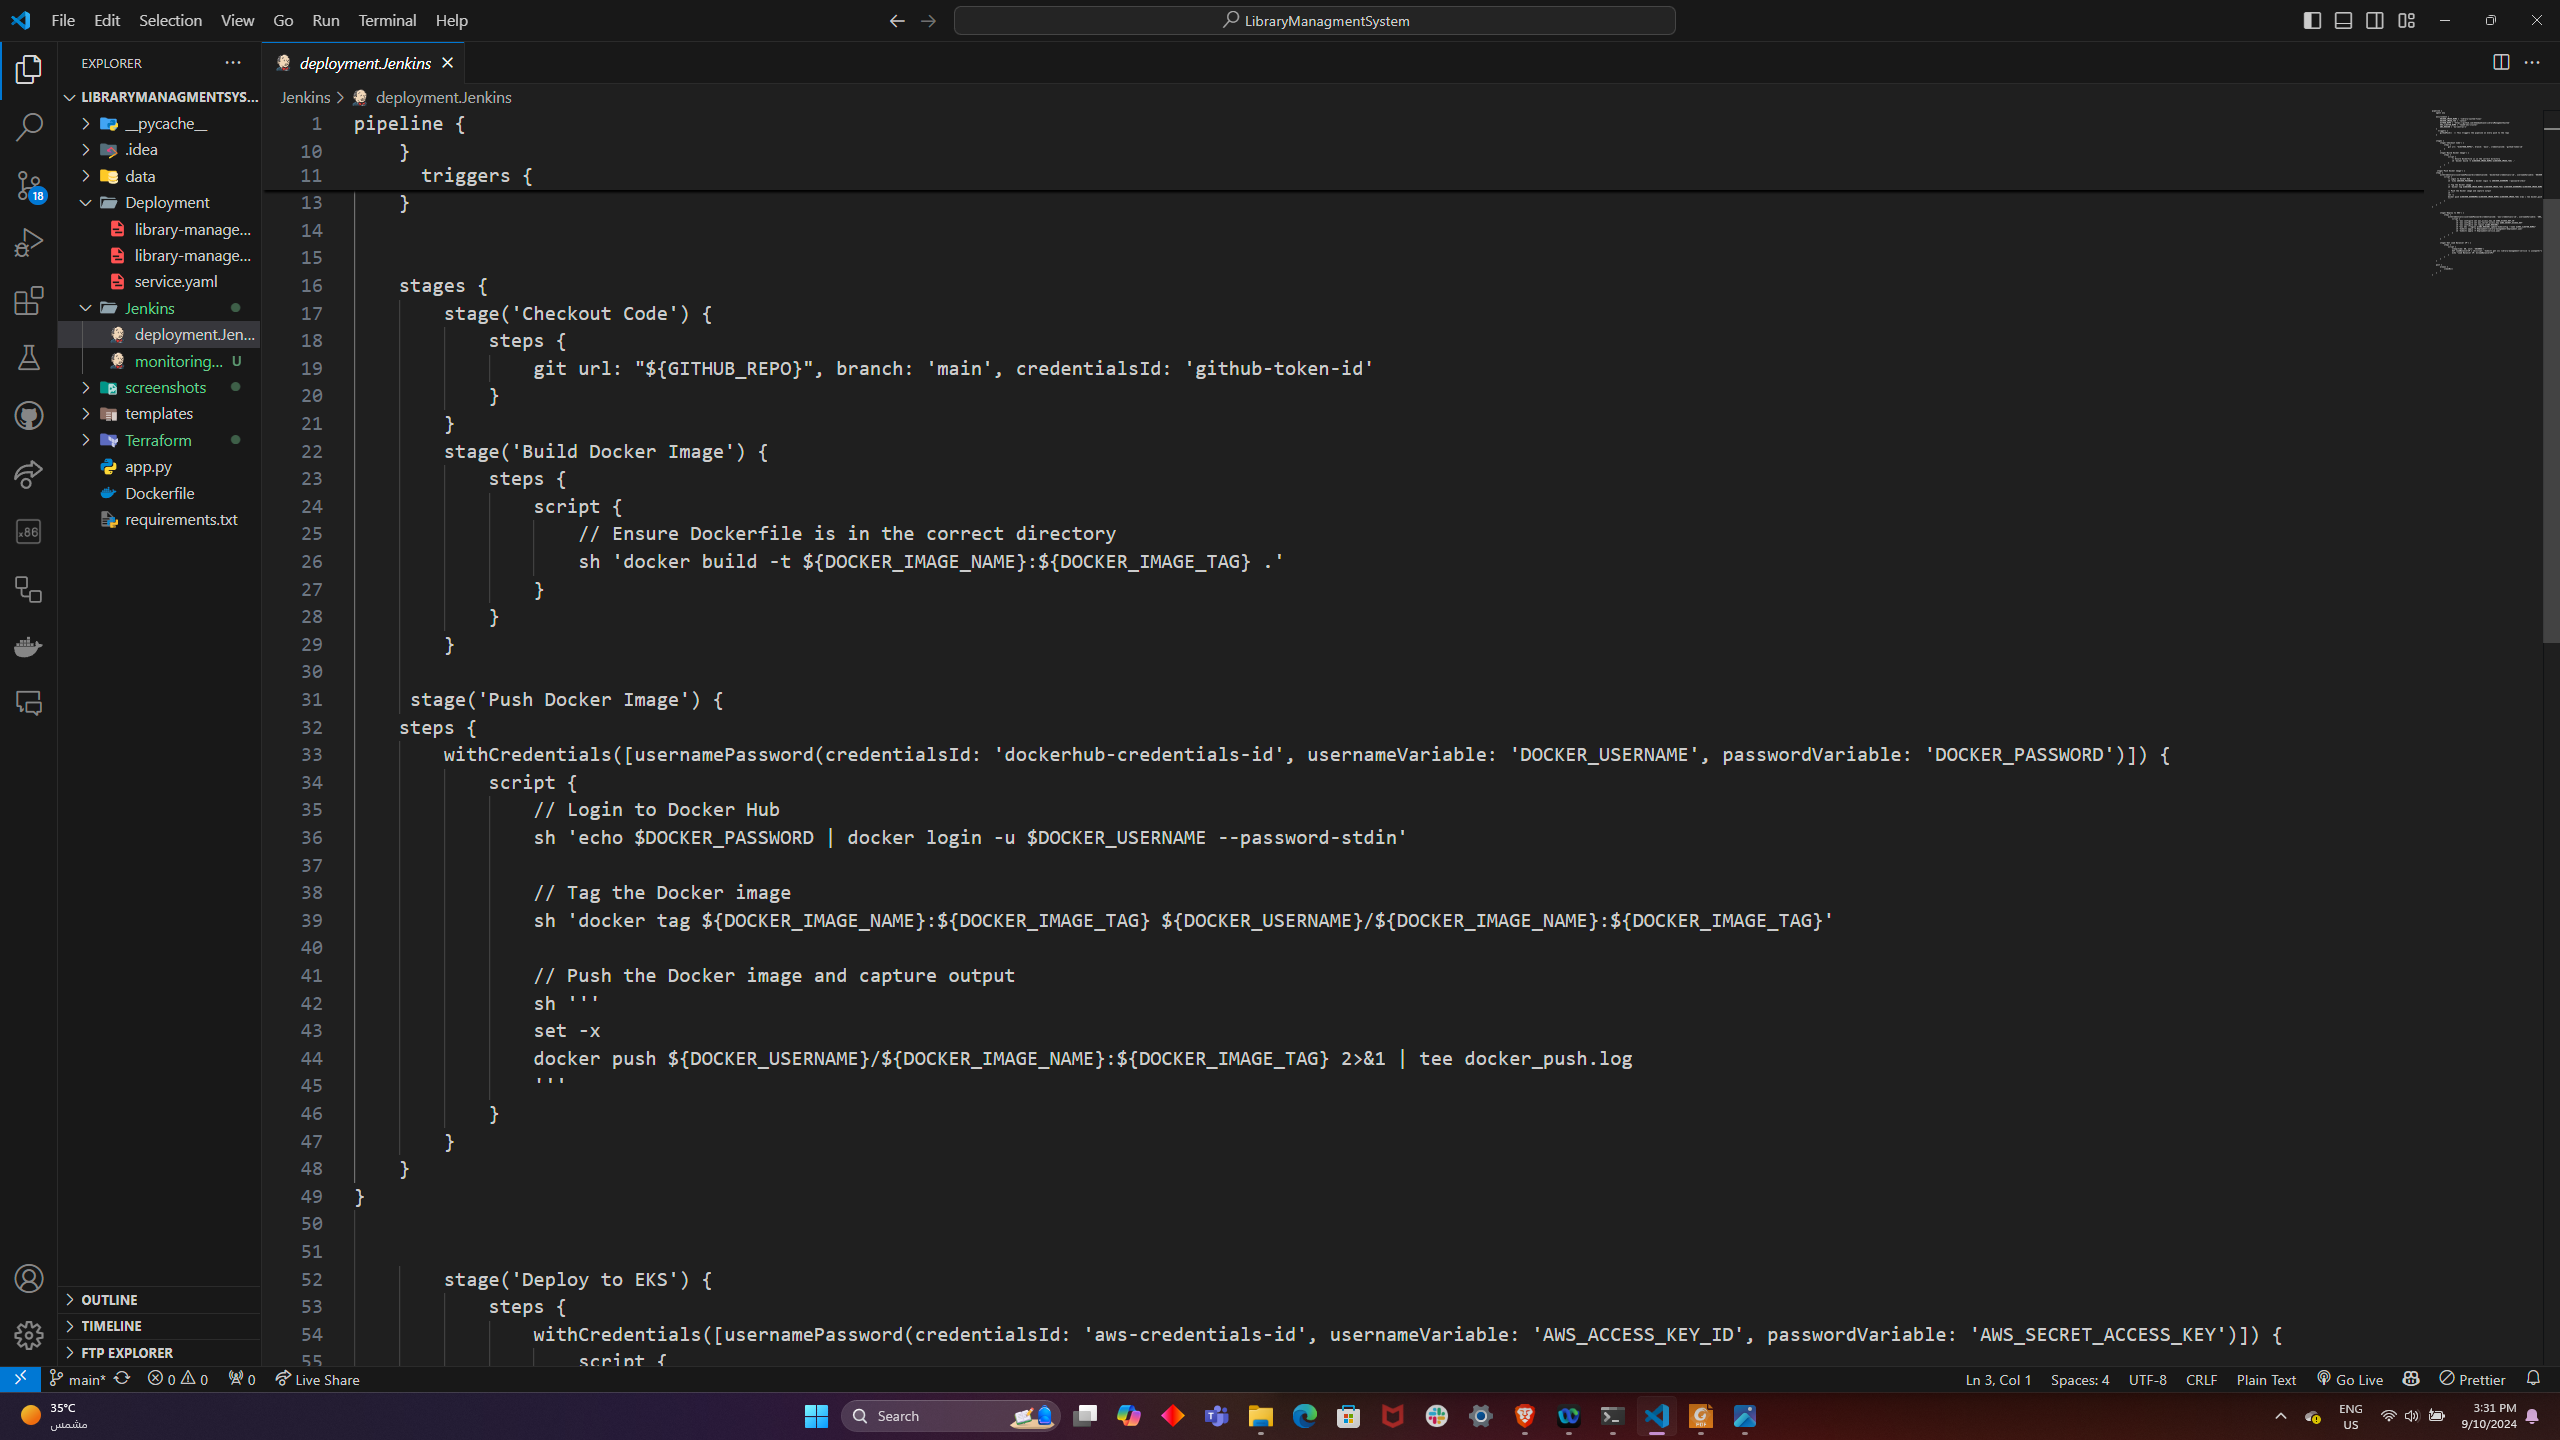 File Edit Selection View Go Run Terminal Help
LibraryManagmentSystem
EXPLORER
LIBRARYMANAGMENTSYS...
__pycache__
.idea
data
Deployment
library-manage...
library-manage...
service.yaml
Jenkins
deployment.Jen...
monitoring... U
screenshots
templates
Terraform
app.py
Dockerfile
requirements.txt
OUTLINE
TIMELINE
FTP EXPLORER
18
x86
deployment.Jenkins
Jenkins > deployment.Jenkins
1 pipeline {
10 }
11 triggers {
13 }
14
15
16 stages {
17 stage('Checkout Code') {
18 steps {
19 git url: "${GITHUB_REPO}", branch: 'main', credentialsId: 'github-token-id'
20 }
21 }
22 stage('Build Docker Image') {
23 steps {
24 script {
25 // Ensure Dockerfile is in the correct directory
26 sh 'docker build -t ${DOCKER_IMAGE_NAME}:${DOCKER_IMAGE_TAG} .'
27 }
28 }
29 }
30
31 stage('Push Docker Image') {
32 steps {
33 withCredentials([usernamePassword(credentialsId: 'dockerhub-credentials-id', usernameVariable: 'DOCKER_USERNAME', passwordVariable: 'DOCKER_PASSWORD')]) {
34 script {
35 // Login to Docker Hub
36 sh 'echo $DOCKER_PASSWORD | docker login -u $DOCKER_USERNAME --password-stdin'
37
38 // Tag the Docker image
39 sh 'docker tag ${DOCKER_IMAGE_NAME}:${DOCKER_IMAGE_TAG} ${DOCKER_USERNAME}/${DOCKER_IMAGE_NAME}:${DOCKER_IMAGE_TAG}'
40
41 // Push the Docker image and capture output
42 sh '''
43 set -x
44 docker push ${DOCKER_USERNAME}/${DOCKER_IMAGE_NAME}:${DOCKER_IMAGE_TAG} 2>&1 | tee docker_push.log
45 '''
46 }
47 }
48 }
49 }
50
51
52 stage('Deploy to EKS') {
53 steps {
54 withCredentials([usernamePassword(credentialsId: 'aws-credentials-id', usernameVariable: 'AWS_ACCESS_KEY_ID', passwordVariable: 'AWS_SECRET_ACCESS_KEY')]) {
55 script {
main* 0 0 0 Live Share
Ln 3, Col 1 Spaces: 4 UTF-8 CRLF Plain Text Go Live Prettier
35°C
مشمس
Search
ENG
US
3:31 PM
9/10/2024